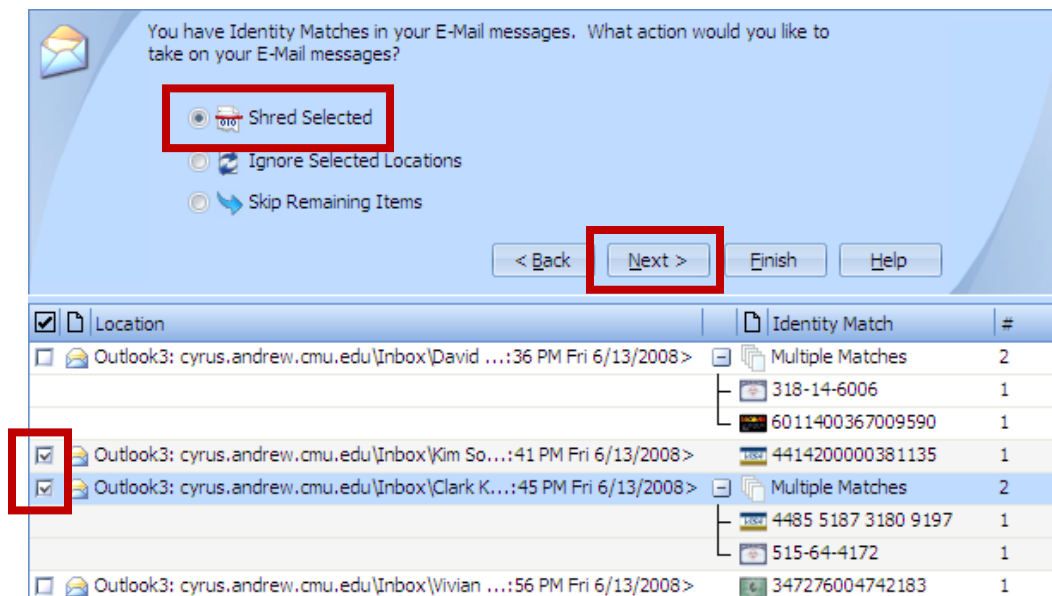 You have Identity Matches in your E-Mail messages. What action would you like to
take on your E-Mail messages?
Shred Selected
Ignore Selected Locations
Skip Remaining Items
< Back Next > Finish Help
Location Identity Match #
Outlook3: cyrus.andrew.cmu.edu\Inbox\David ...:36 PM Fri 6/13/2008> Multiple Matches 2
318-14-6006 1
6011400367009590 1
Outlook3: cyrus.andrew.cmu.edu\Inbox\Kim So...:41 PM Fri 6/13/2008> 4414200000381135 1
Outlook3: cyrus.andrew.cmu.edu\Inbox\Clark K...:45 PM Fri 6/13/2008> Multiple Matches 2
4485 5187 3180 9197 1
515-64-4172 1
Outlook3: cyrus.andrew.cmu.edu\Inbox\Vivian ...:56 PM Fri 6/13/2008> 347276004742183 1